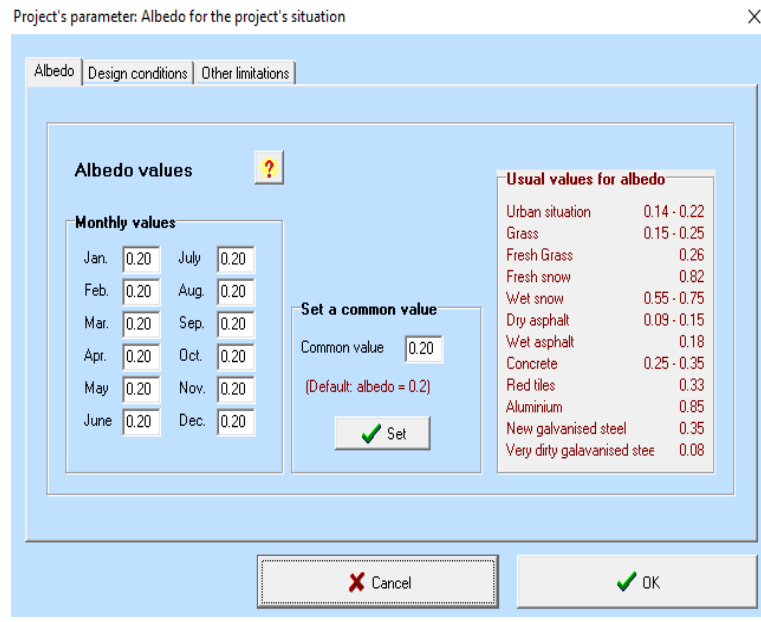 Project's parameter: Albedo for the project's situation
Albedo Design conditions Other limitations
Albedo values ?
Monthly values
Jan. 0.20 July 0.20
Feb. 0.20 Aug. 0.20
Mar. 0.20 Sep. 0.20
Apr. 0.20 Oct. 0.20
May 0.20 Nov. 0.20
June 0.20 Dec. 0.20
Set a common value
Common value 0.20
(Default: albedo = 0.2)
Set
Usual values for albedo
Urban situation 0.14 - 0.22
Grass 0.15 - 0.25
Fresh Grass 0.26
Fresh snow 0.82
Wet snow 0.55 - 0.75
Dry asphalt 0.09 - 0.15
Wet asphalt 0.18
Concrete 0.25 - 0.35
Red tiles 0.33
Aluminium 0.85
New galvanised steel 0.35
Very dirty galavanised stee 0.08
Cancel OK